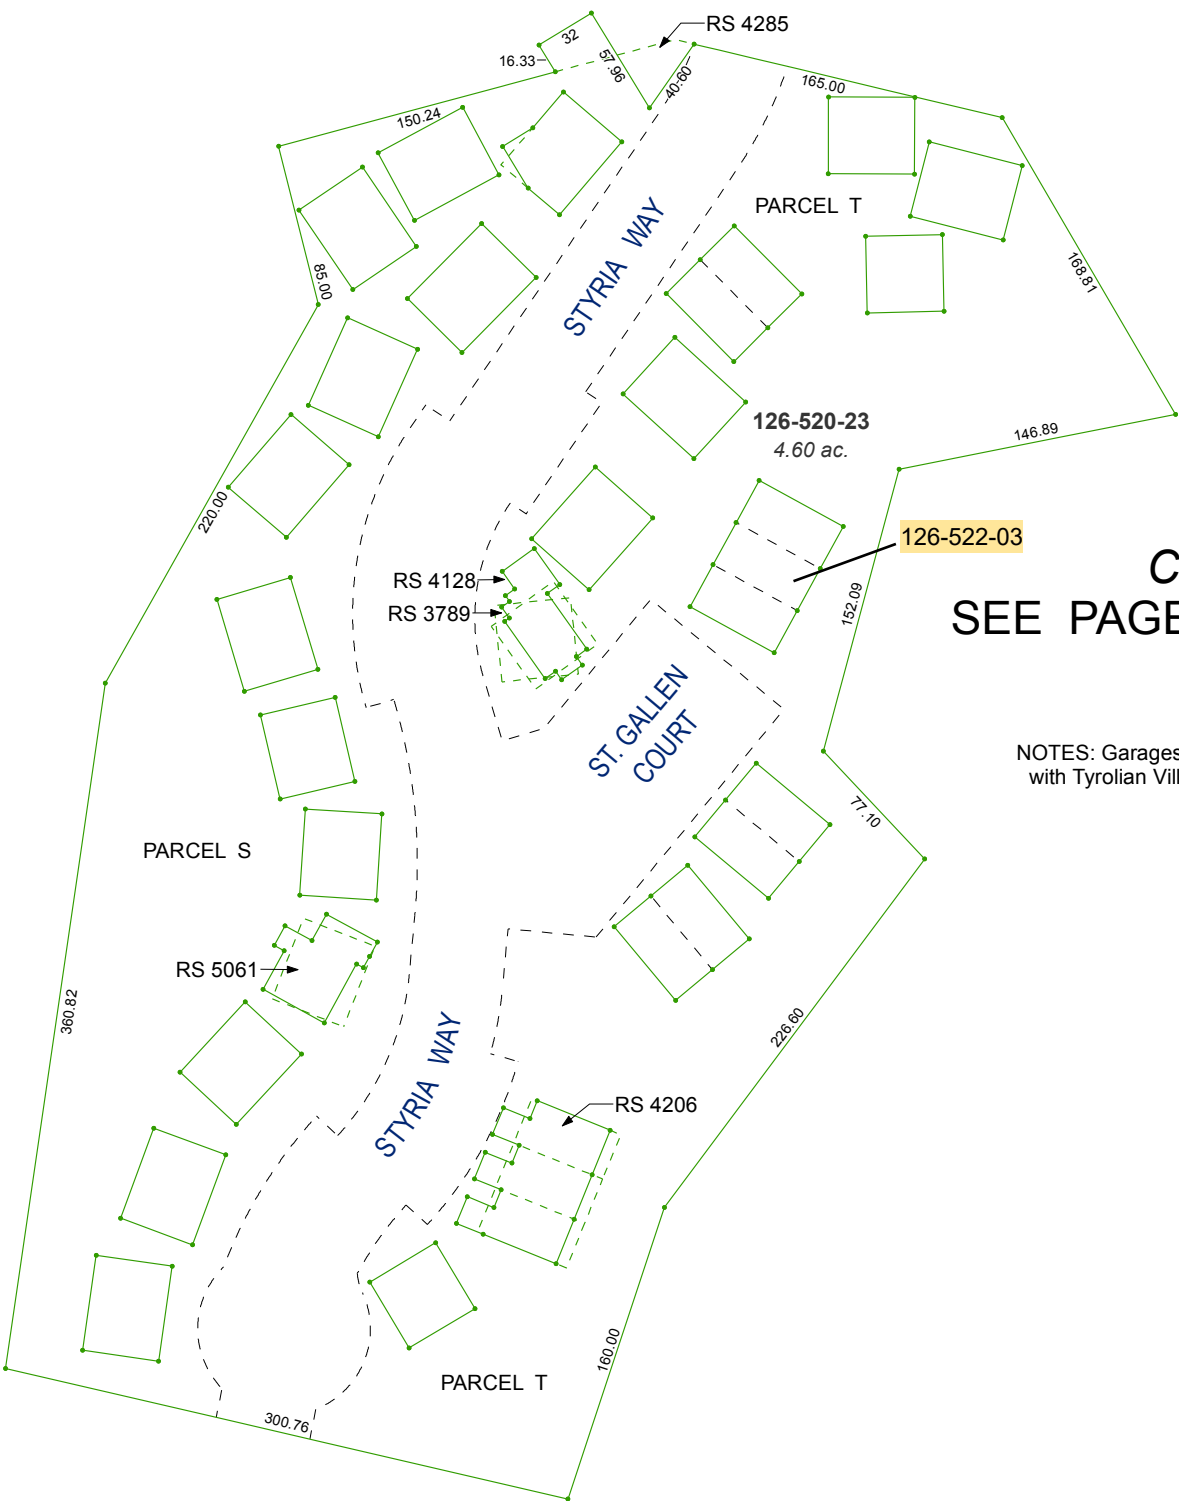 RS 4285
32
16.33
57.96
40.60
165.00
150.24
PARCEL T
STYRIA WAY
168.81
85.00
126-520-23
4.60 ac.
146.89
220.00
126-522-03
C
SEE PAGE
RS 4128
RS 3789
152.09
ST. GALLEN
COURT
NOTES: Garages
with Tyrolian Vill
77.10
PARCEL S
RS 5061
360.82
226.60
STYRIA WAY
RS 4206
160.00
PARCEL T
300.76